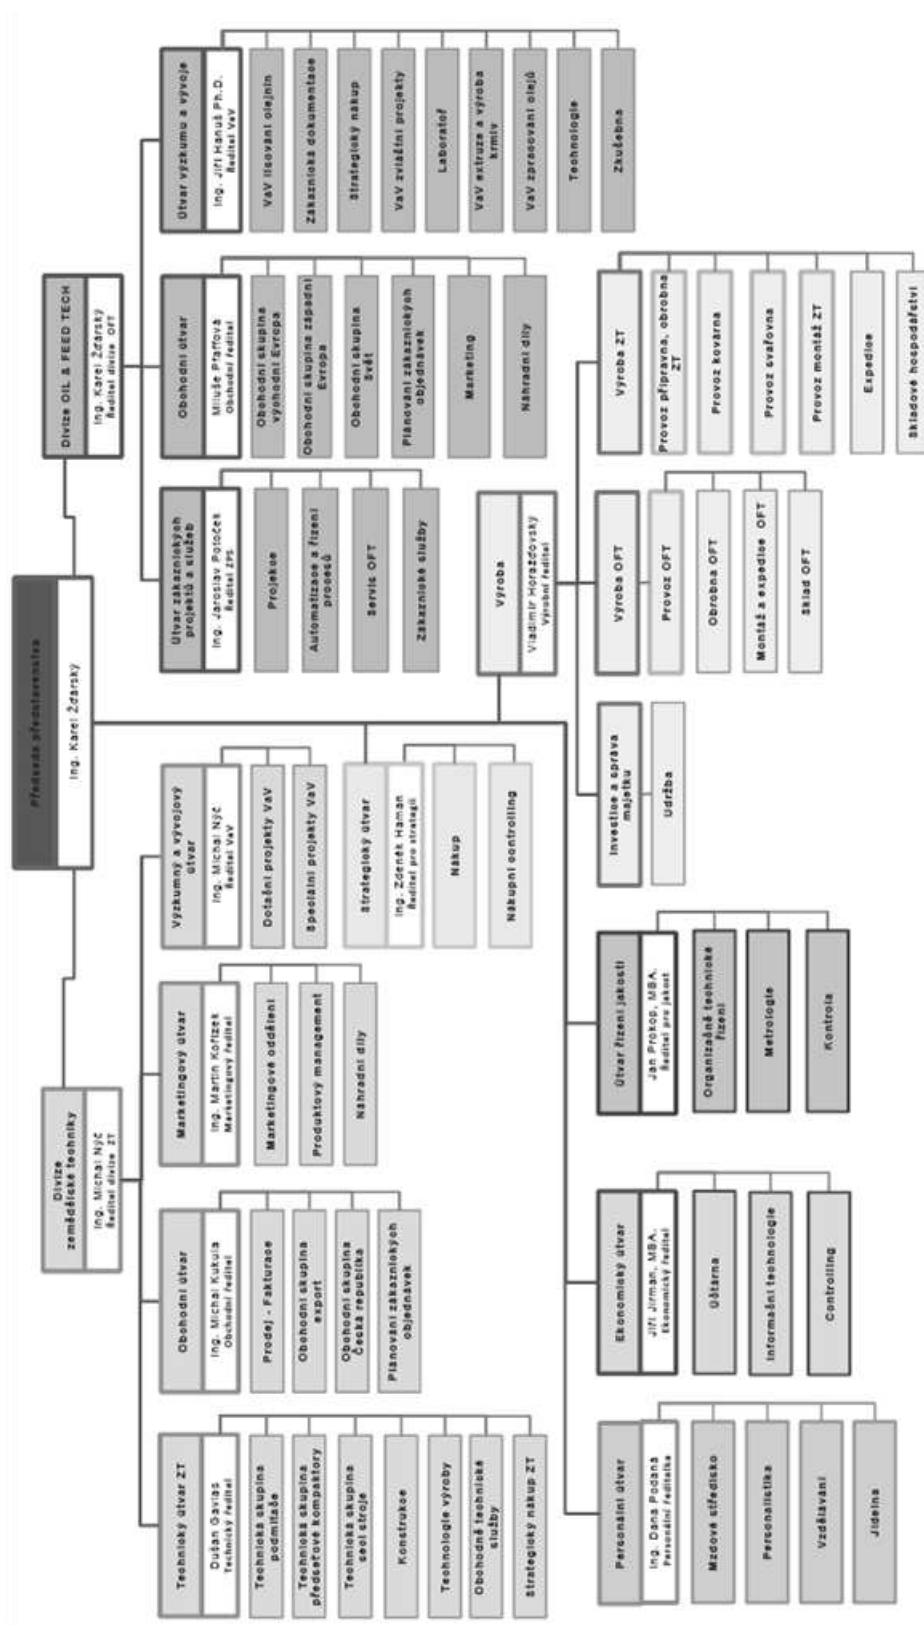 Předseda představenstva
Ing. Karel Žďárský
Divize
zemědělské techniky
Ing. Michal Nýč
Ředitel divize ZT
Divize OIL & FEED TECH
Ing. Karel Žďárský
Ředitel divize OFT
Technický útvar ZT
Dušan Gavlas
Technický ředitel
Technická skupina
podmítače
Technická skupina
předseťové kompaktory
Technická skupina
secí stroje
Konstrukce
Technologie výroby
Obchodně technické
služby
Strategický nákup ZT
Obchodní útvar
Ing. Michal Kukula
Obchodní ředitel
Prodej - Fakturace
Obchodní skupina
export
Obchodní skupina
Česká republika
Plánování zákaznických
objednávek
Marketingový útvar
Ing. Martin Kořízek
Marketingový ředitel
Marketingové oddělení
Produktový management
Náhradní díly
Výzkumný a vývojový
útvar
Ing. Michal Nýč
Ředitel VaV
Dotační projekty VaV
Speciální projekty VaV
Útvar zákaznických
projektů a služeb
Ing. Jaroslav Potoček
Ředitel ZPS
Projekce
Automatizace a řízení
procesů
Servis OFT
Zákaznické služby
Obchodní útvar
Miluše Pfaffová
Obchodní ředitel
Obchodní skupina
východní Evropa
Obchodní skupina západní
Evropa
Obchodní skupina
svět
Plánování zákaznických
objednávek
Marketing
Náhradní díly
Útvar výzkumu a vývoje
Ing. Jiří Hanuš Ph.D.
Ředitel VaV
VaV lisování olejnin
Zákaznická dokumentace
Strategický nákup
VaV zvláštní projekty
Laboratoř
VaV extruze a výroba
krmiv
VaV zpracování olejů
Technologie
Zkušebna
Strategický útvar
Ing. Zdeněk Haman
Ředitel pro strategii
Nákup
Nákupní controlling
Výroba
Vladimír Horažďovský
Výrobní ředitel
Personální útvar
Ing. Dana Podaná
Personální ředitelka
Mzdové středisko
Personalistika
Vzdělávání
Jídelna
Ekonomický útvar
Jiří Jirman, MBA.
Ekonomický ředitel
Účtárna
Informační technologie
Controlling
Útvar řízení jakosti
Jan Prokop, MBA.
Ředitel pro jakost
Organizačně technické
řízení
Metrologie
Kontrola
Investice a správa
majetku
Údržba
Výroba OFT
Provoz OFT
Obrobna OFT
Montáž a expedice OFT
Sklad OFT
Výroba ZT
Provoz přípravna, obrobna
ZT
Provoz kovárna
Provoz svařovna
Provoz montáž ZT
Expedice
Skladové hospodářství